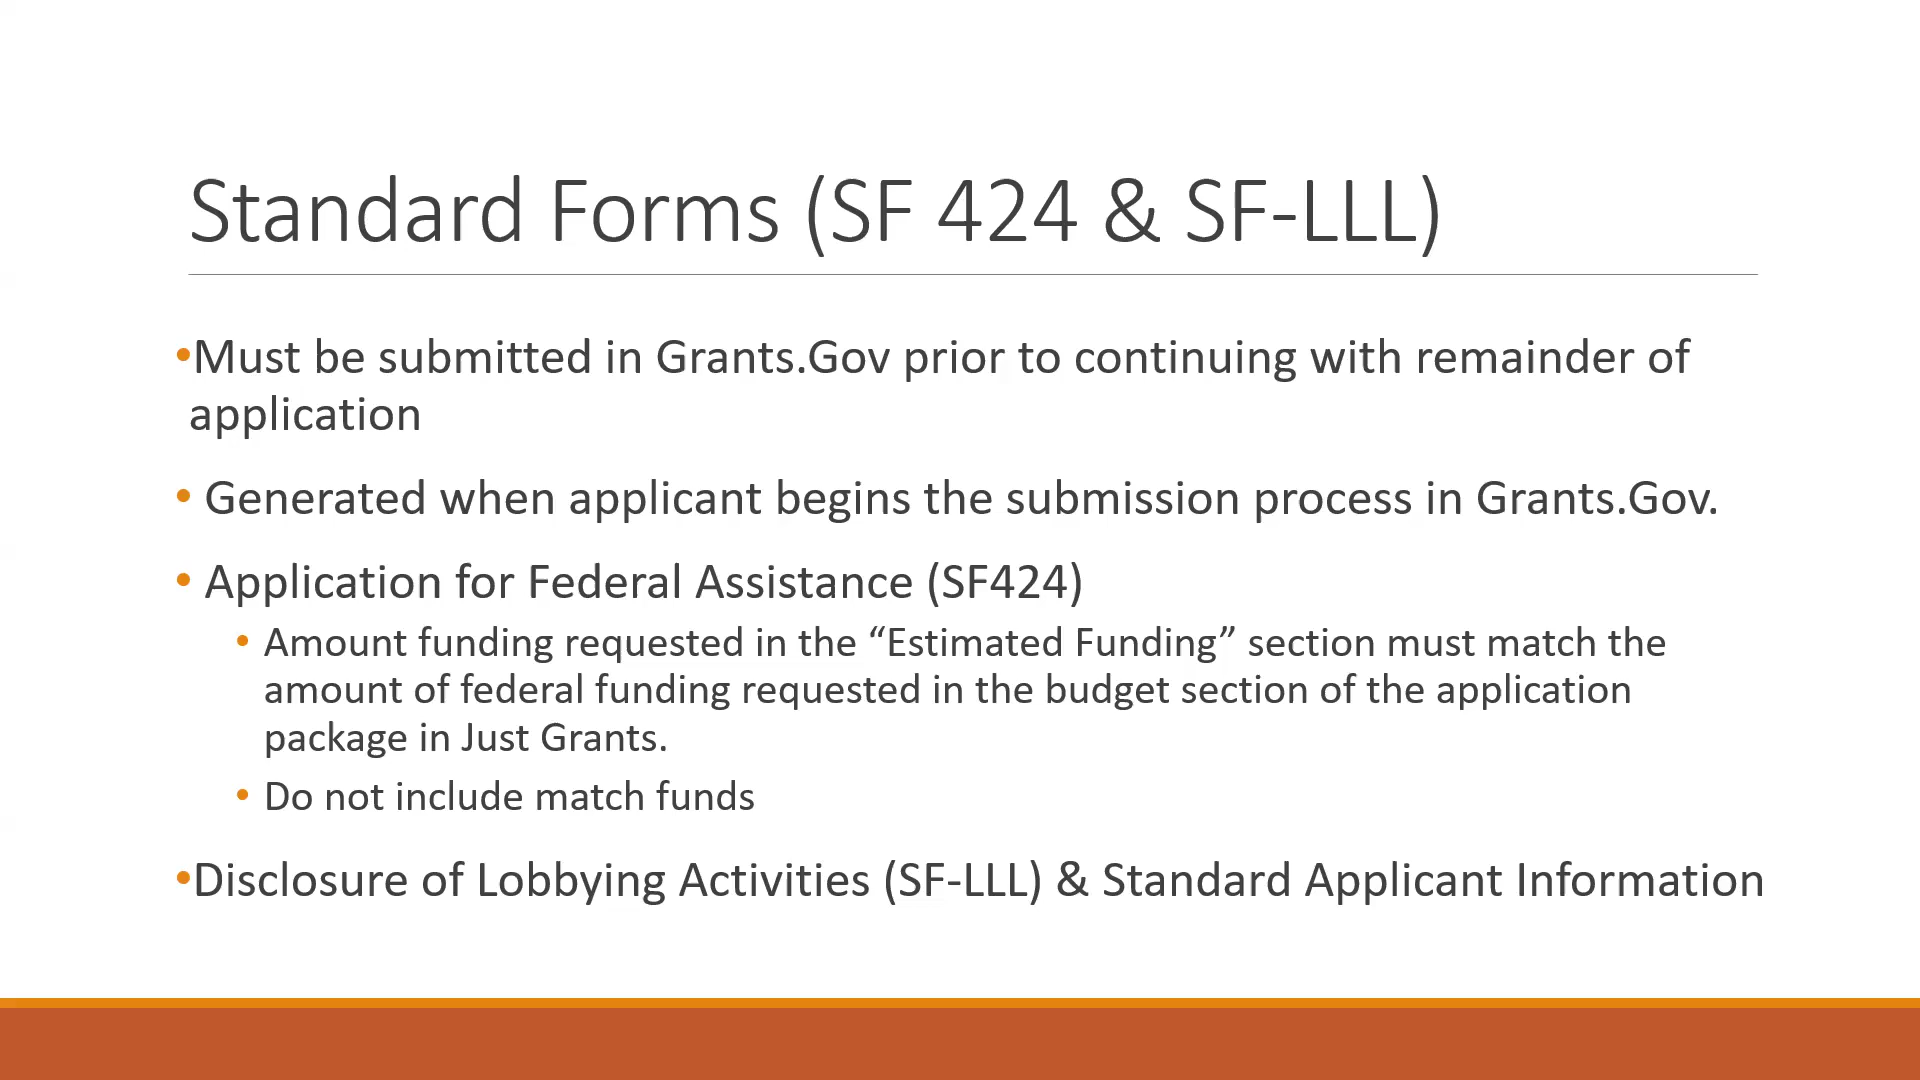 Standard Forms (SF 424 & SF-LLL)
•Must be submitted in Grants.Gov prior to continuing with remainder of
application
• Generated when applicant begins the submission process in Grants.Gov.
• Application for Federal Assistance (SF424)
• Amount funding requested in the “Estimated Funding” section must match the
amount of federal funding requested in the budget section of the application
package in Just Grants.
• Do not include match funds
•Disclosure of Lobbying Activities (SF-LLL) & Standard Applicant Information